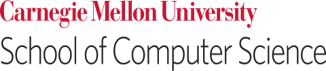 Carnegie Mellon University
School of Computer Science